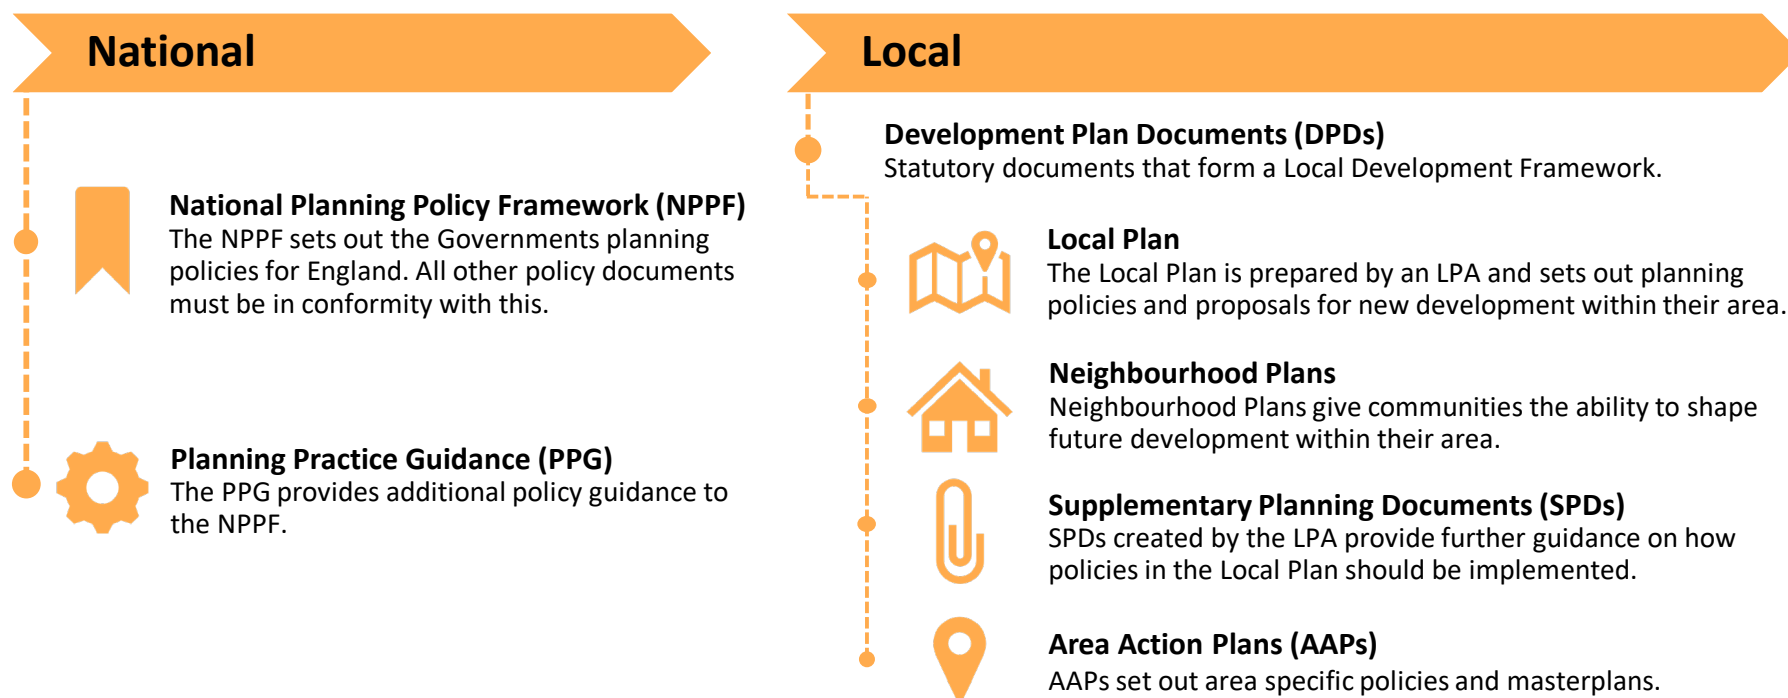 National
National Planning Policy Framework (NPPF)
The NPPF sets out the Governments planning
policies for England. All other policy documents
must be in conformity with this.
Planning Practice Guidance (PPG)
The PPG provides additional policy guidance to
the NPPF.
Local
Development Plan Documents (DPDs)
Statutory documents that form a Local Development Framework.
Local Plan
The Local Plan is prepared by an LPA and sets out planning
policies and proposals for new development within their area.
Neighbourhood Plans
Neighbourhood Plans give communities the ability to shape
future development within their area.
Supplementary Planning Documents (SPDs)
SPDs created by the LPA provide further guidance on how
policies in the Local Plan should be implemented.
Area Action Plans (AAPs)
AAPs set out area specific policies and masterplans.